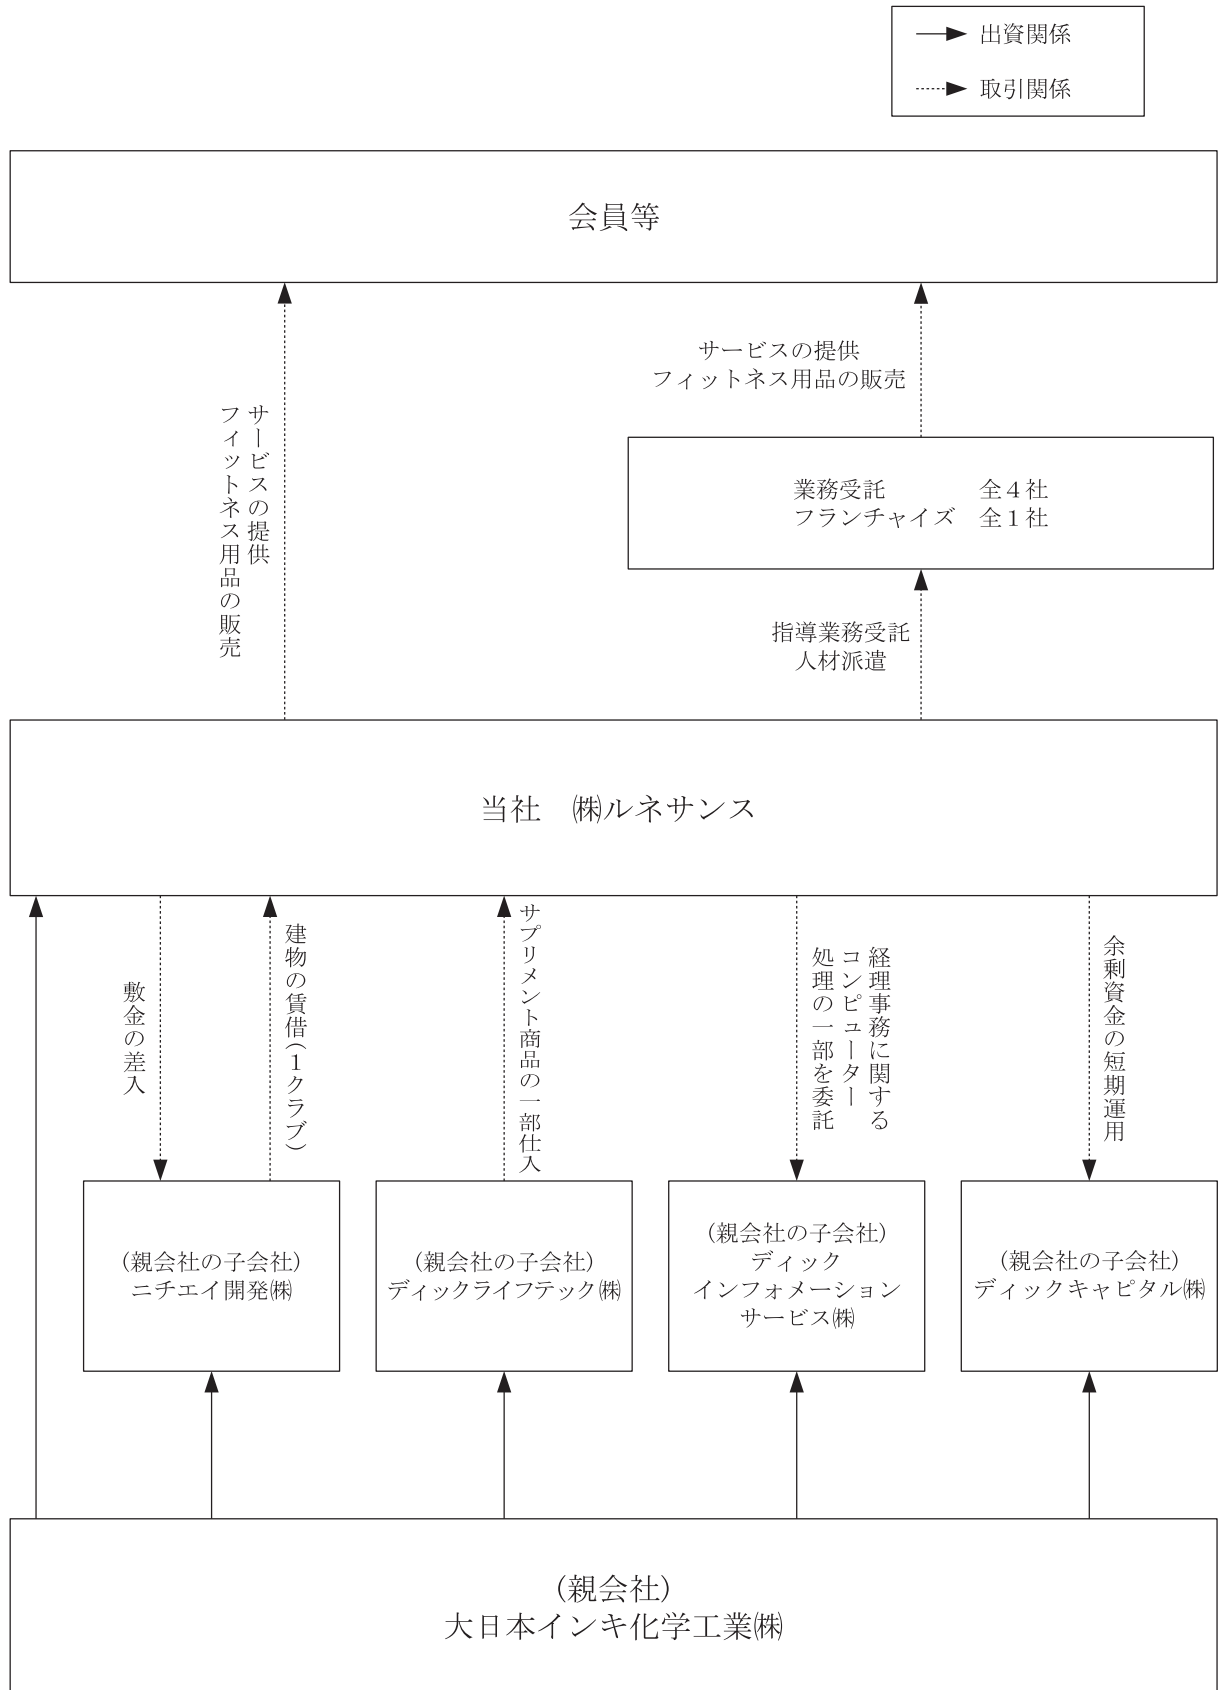 出資関係
取引関係
会員等
サービスの提供
フィットネス用品の販売
サービスの提供
フィットネス用品の販売
業務受託　全４社
フランチャイズ　全１社
指導業務受託
人材派遣
当社　㈱ルネサンス
敷金の差入
建物の賃借(１クラブ)
サプリメント商品の一部仕入
経理事務に関する
コンピューター
処理の一部を委託
余剰資金の短期運用
(親会社の子会社)
ニチエイ開発㈱
(親会社の子会社)
ディックライフテック㈱
(親会社の子会社)
ディック
インフォメーション
サービス㈱
(親会社の子会社)
ディックキャピタル㈱
(親会社)
大日本インキ化学工業㈱